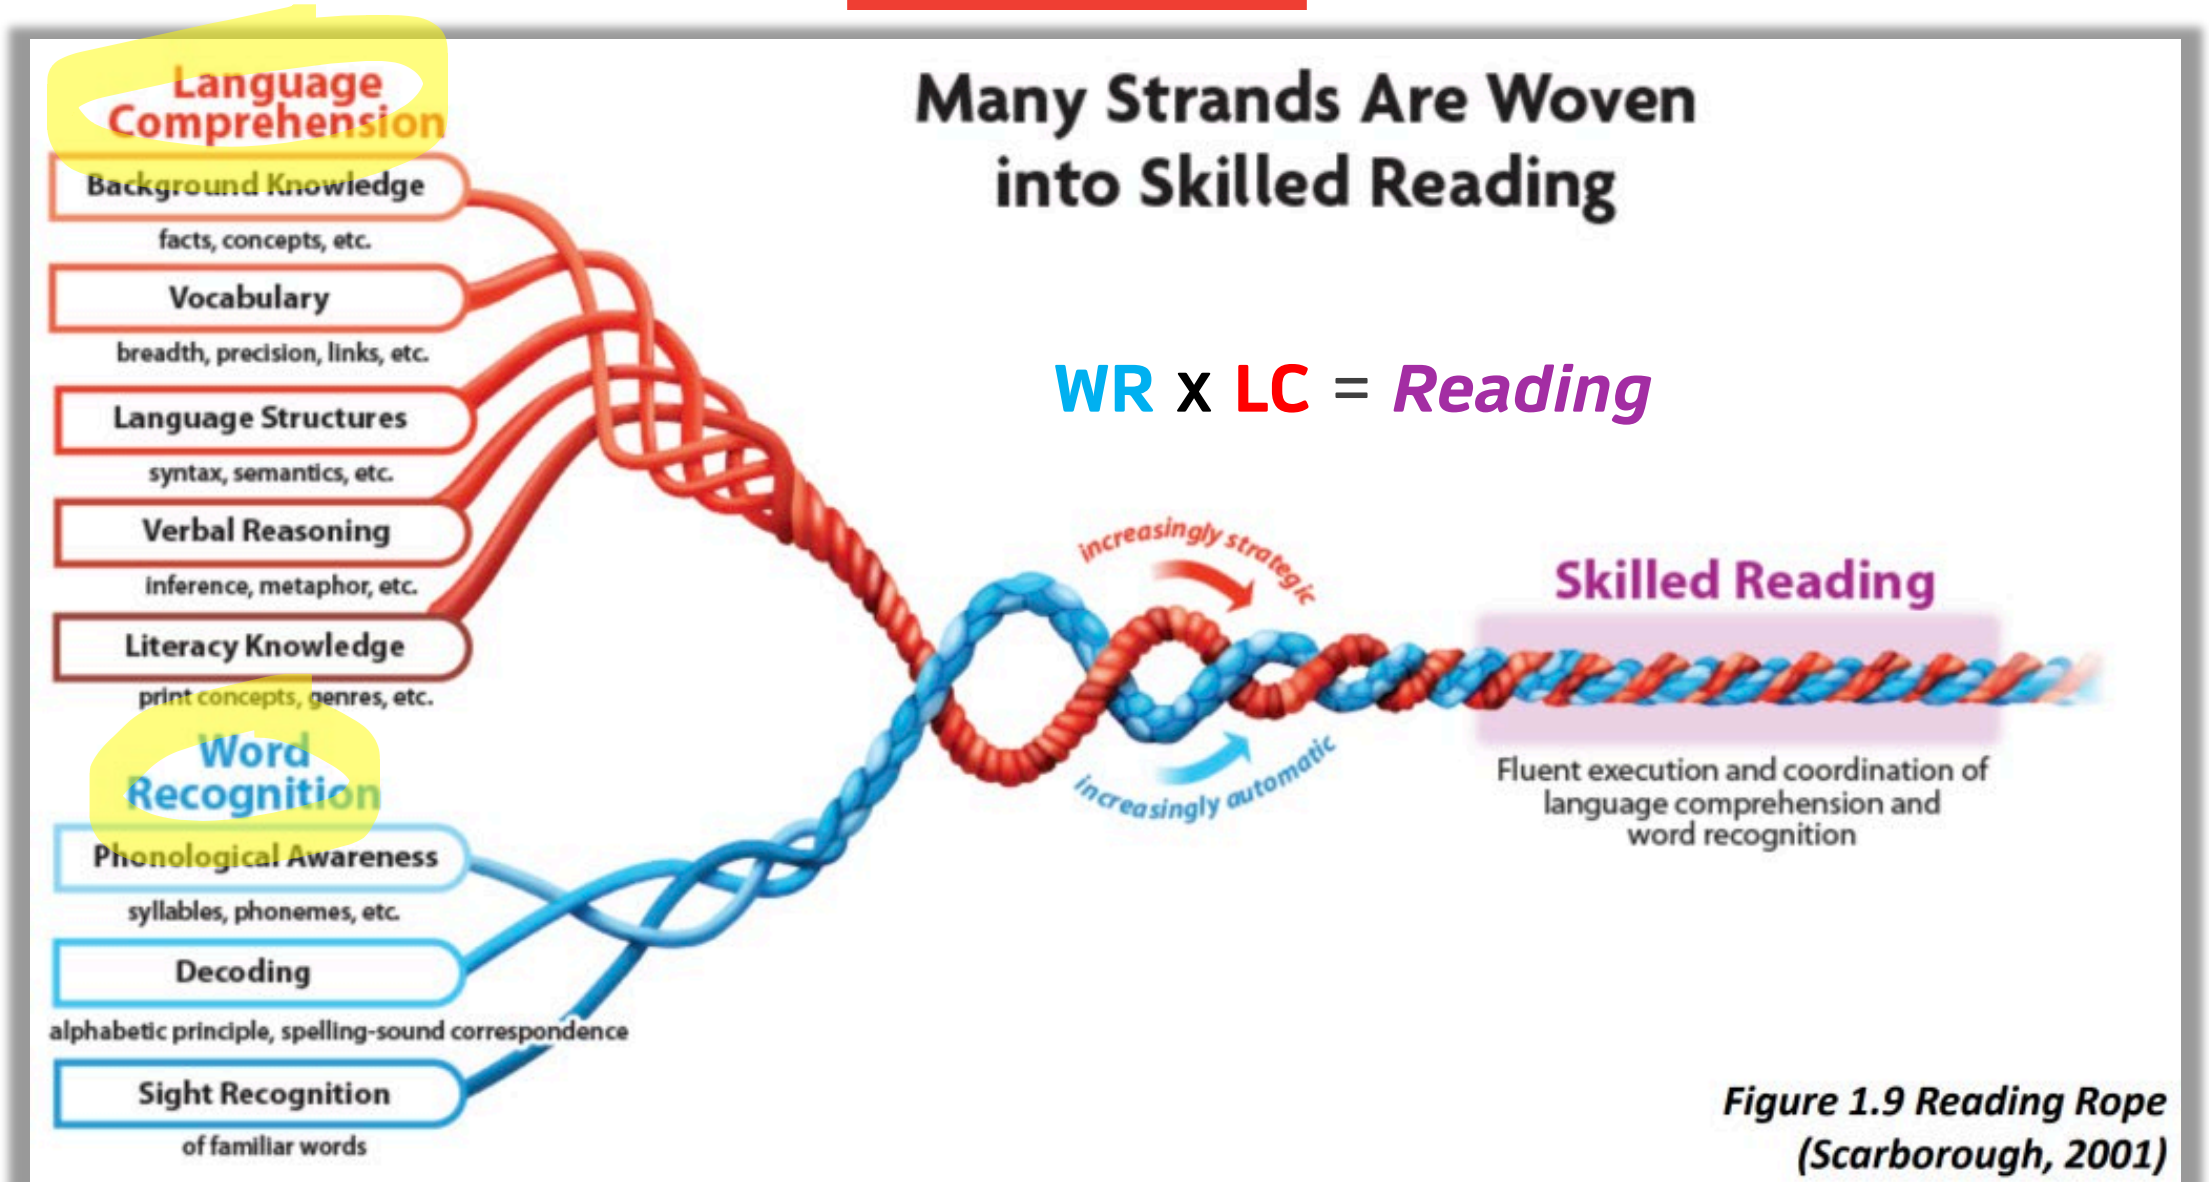 Many Strands Are Woven
into Skilled Reading
Language
Comprehension
Background Knowledge
facts, concepts, etc.
Vocabulary
breadth, precision, links, etc.
Language Structures
syntax, semantics, etc.
Verbal Reasoning
inference, metaphor, etc.
Literacy Knowledge
print concepts, genres, etc.
Word
Recognition
Phonological Awareness
syllables, phonemes, etc.
Decoding
alphabetic principle, spelling-sound correspondence
Sight Recognition
of familiar words
WR x LC = Reading
increasingly strategic
increasingly automatic
Skilled Reading
Fluent execution and coordination of
language comprehension and
word recognition
Figure 1.9 Reading Rope
(Scarborough, 2001)